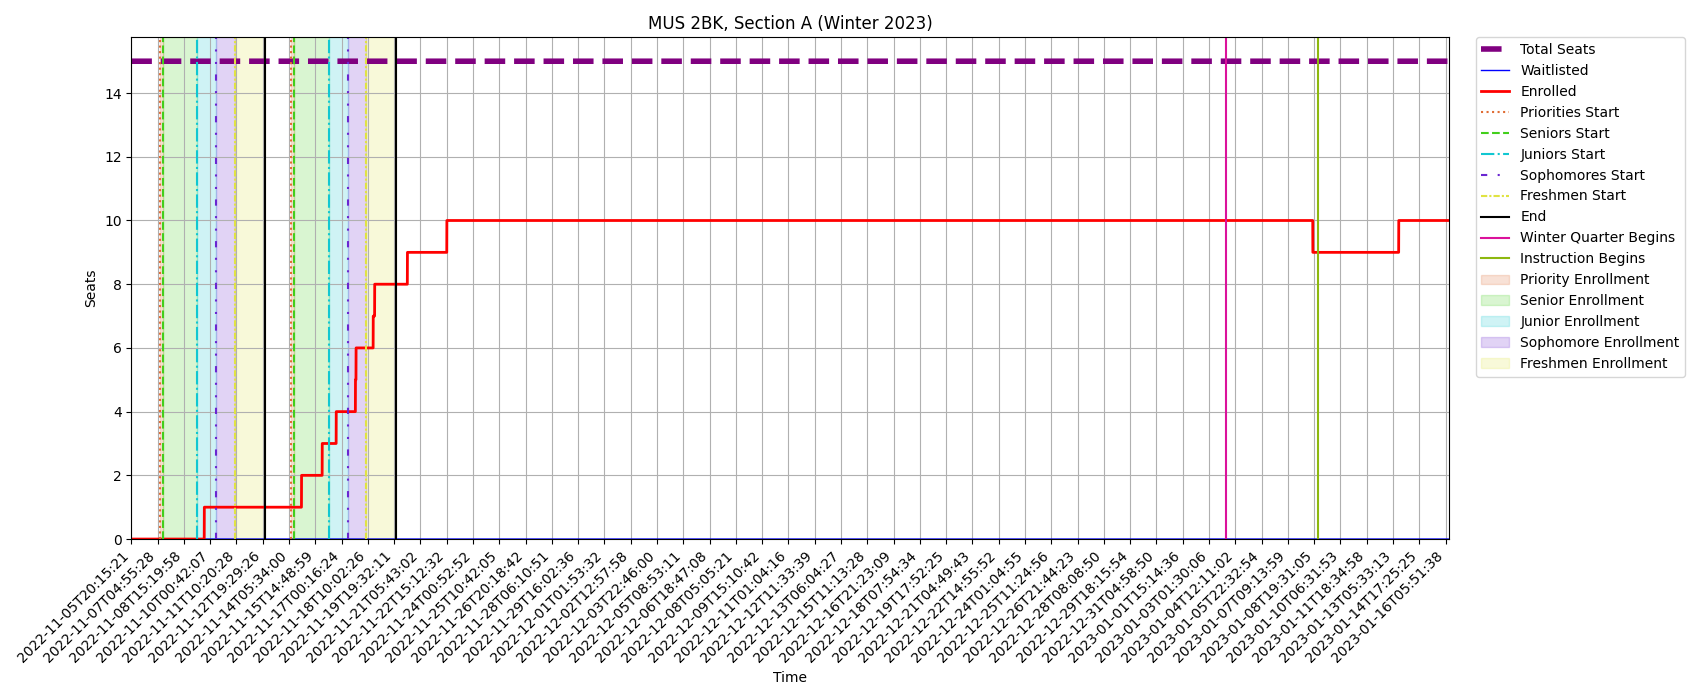 MUS 2BK, Section A (Winter 2023)
Total Seats
Waitlisted
Enrolled
Priorities Start
Seniors Start
Juniors Start
Sophomores Start
Freshmen Start
End
Winter Quarter Begins
Instruction Begins
Priority Enrollment
Senior Enrollment
Junior Enrollment
Sophomore Enrollment
Freshmen Enrollment
Seats
14
12
10
8
6
4
2
0
2022-11-05T20:15:21
2022-11-07T04:55:28
2022-11-08T15:19:58
2022-11-10T00:42:07
2022-11-11T10:20:28
2022-11-12T19:29:26
2022-11-14T05:34:00
2022-11-15T14:48:59
2022-11-17T00:16:24
2022-11-18T10:02:26
2022-11-19T19:32:11
2022-11-21T05:43:02
2022-11-22T15:12:32
2022-11-24T00:52:52
2022-11-25T10:42:05
2022-11-26T20:18:42
2022-11-28T06:10:51
2022-11-29T16:02:36
2022-12-01T01:53:32
2022-12-02T12:57:58
2022-12-03T22:46:00
2022-12-05T08:53:11
2022-12-06T18:47:08
2022-12-08T05:05:21
2022-12-09T15:10:42
2022-12-11T01:04:16
2022-12-12T11:33:39
2022-12-13T06:04:27
2022-12-15T11:13:28
2022-12-16T21:23:09
2022-12-18T07:54:34
2022-12-19T17:52:25
2022-12-21T04:49:43
2022-12-22T14:55:52
2022-12-24T01:04:55
2022-12-25T11:24:56
2022-12-26T21:44:23
2022-12-28T08:08:50
2022-12-29T18:15:54
2022-12-31T04:58:50
2023-01-01T15:14:36
2023-01-03T01:30:06
2023-01-04T12:11:02
2023-01-05T22:32:54
2023-01-07T09:13:59
2023-01-08T19:31:05
2023-01-10T06:31:53
2023-01-11T18:34:58
2023-01-13T05:33:13
2023-01-14T17:25:25
2023-01-16T05:51:38
Time